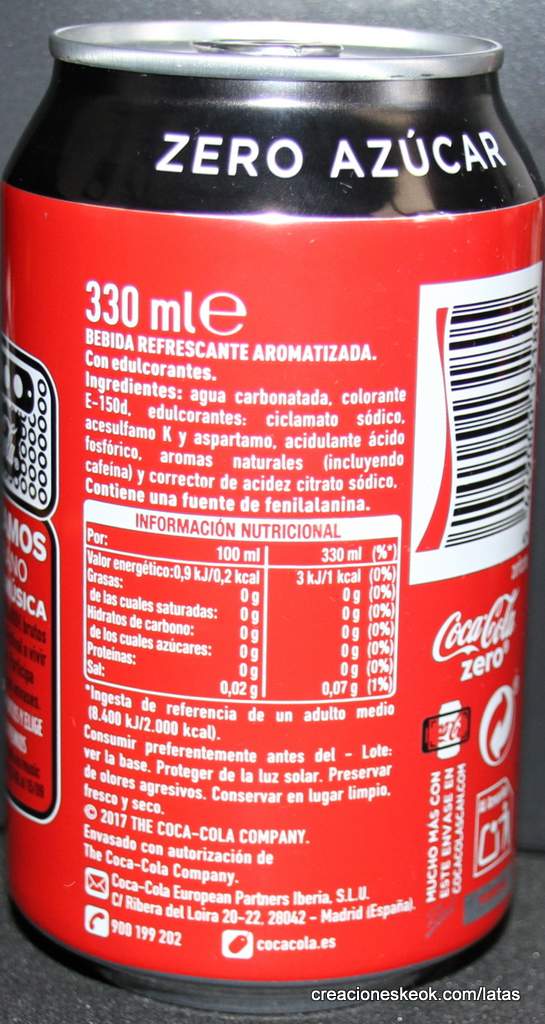 ZERO AZÚCAR
330 ml e
BEBIDA REFRESCANTE AROMATIZADA.
Con edulcorantes.
Ingredientes: agua carbonatada, colorante
E-150d, edulcorantes: ciclamato sódico,
acesulfamo K y aspartamo, acidulante ácido
fosfórico, aromas naturales (incluyendo
cafeína) y corrector de acidez citrato sódico.
Contiene una fuente de fenilalanina.
INFORMACIÓN NUTRICIONAL
Por: 100 ml 330 ml (%*)
Valor energético: 0,9 kJ/0,2 kcal 3 kJ/1 kcal (0%)
Grasas: 0 g 0 g (0%)
de las cuales saturadas: 0 g 0 g (0%)
Hidratos de carbono: 0 g 0 g (0%)
de los cuales azúcares: 0 g 0 g (0%)
Proteínas: 0 g 0 g (0%)
Sal: 0,02 g 0,07 g (1%)
*Ingesta de referencia de un adulto medio
(8.400 kJ/2.000 kcal).
Consumir preferentemente antes del - Lote:
ver la base. Proteger de la luz solar. Preservar
de olores agresivos. Conservar en lugar limpio,
fresco y seco.
© 2017 THE COCA-COLA COMPANY.
Envasado con autorización de
The Coca-Cola Company.
Coca-Cola European Partners Iberia, S.L.U.
C/ Ribera del Loira 20-22. 28042 - Madrid (España).
900 199 202
cocacola.es
Coca-Cola
zero
MUCHO MÁS CON
ESTE ENVASE EN
COCACOLASCAN.COM
MOS
ANO
MÚSICA
creacioneskeok.com/latas